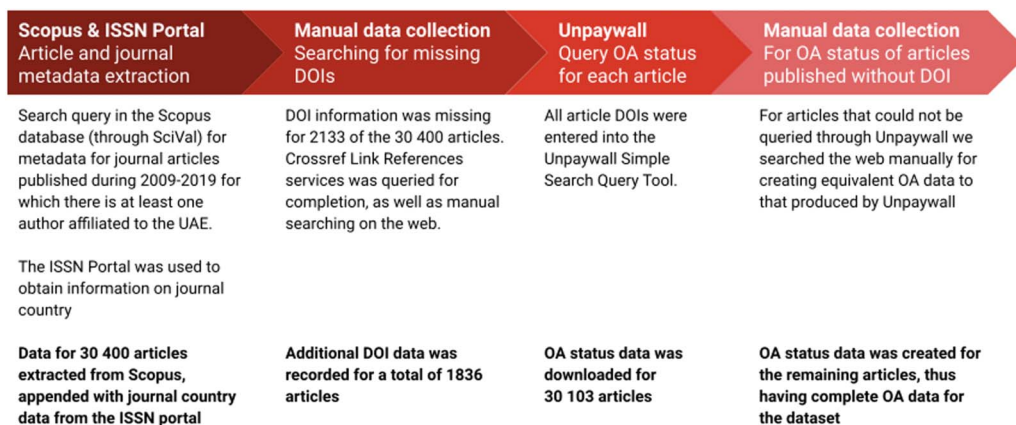 Scopus & ISSN Portal
Article and journal
metadata extraction
Search query in the Scopus
database (through SciVal) for
metadata for journal articles
published during 2009-2019 for
which there is at least one
author affiliated to the UAE.
The ISSN Portal was used to
obtain information on journal
country
Data for 30 400 articles
extracted from Scopus,
appended with journal country
data from the ISSN portal
Manual data collection
Searching for missing
DOIs
DOI information was missing
for 2133 of the 30 400 articles.
Crossref Link References
services was queried for
completion, as well as manual
searching on the web.
Additional DOI data was
recorded for a total of 1836
articles
Unpaywall
Query OA status
for each article
All article DOIs were
entered into the
Unpaywall Simple
Search Query Tool.
OA status data was
downloaded for
30 103 articles
Manual data collection
For OA status of articles
published without DOI
For articles that could not be
queried through Unpaywall we
searched the web manually for
creating equivalent OA data to
that produced by Unpaywall
OA status data was created for
the remaining articles, thus
having complete OA data for
the dataset